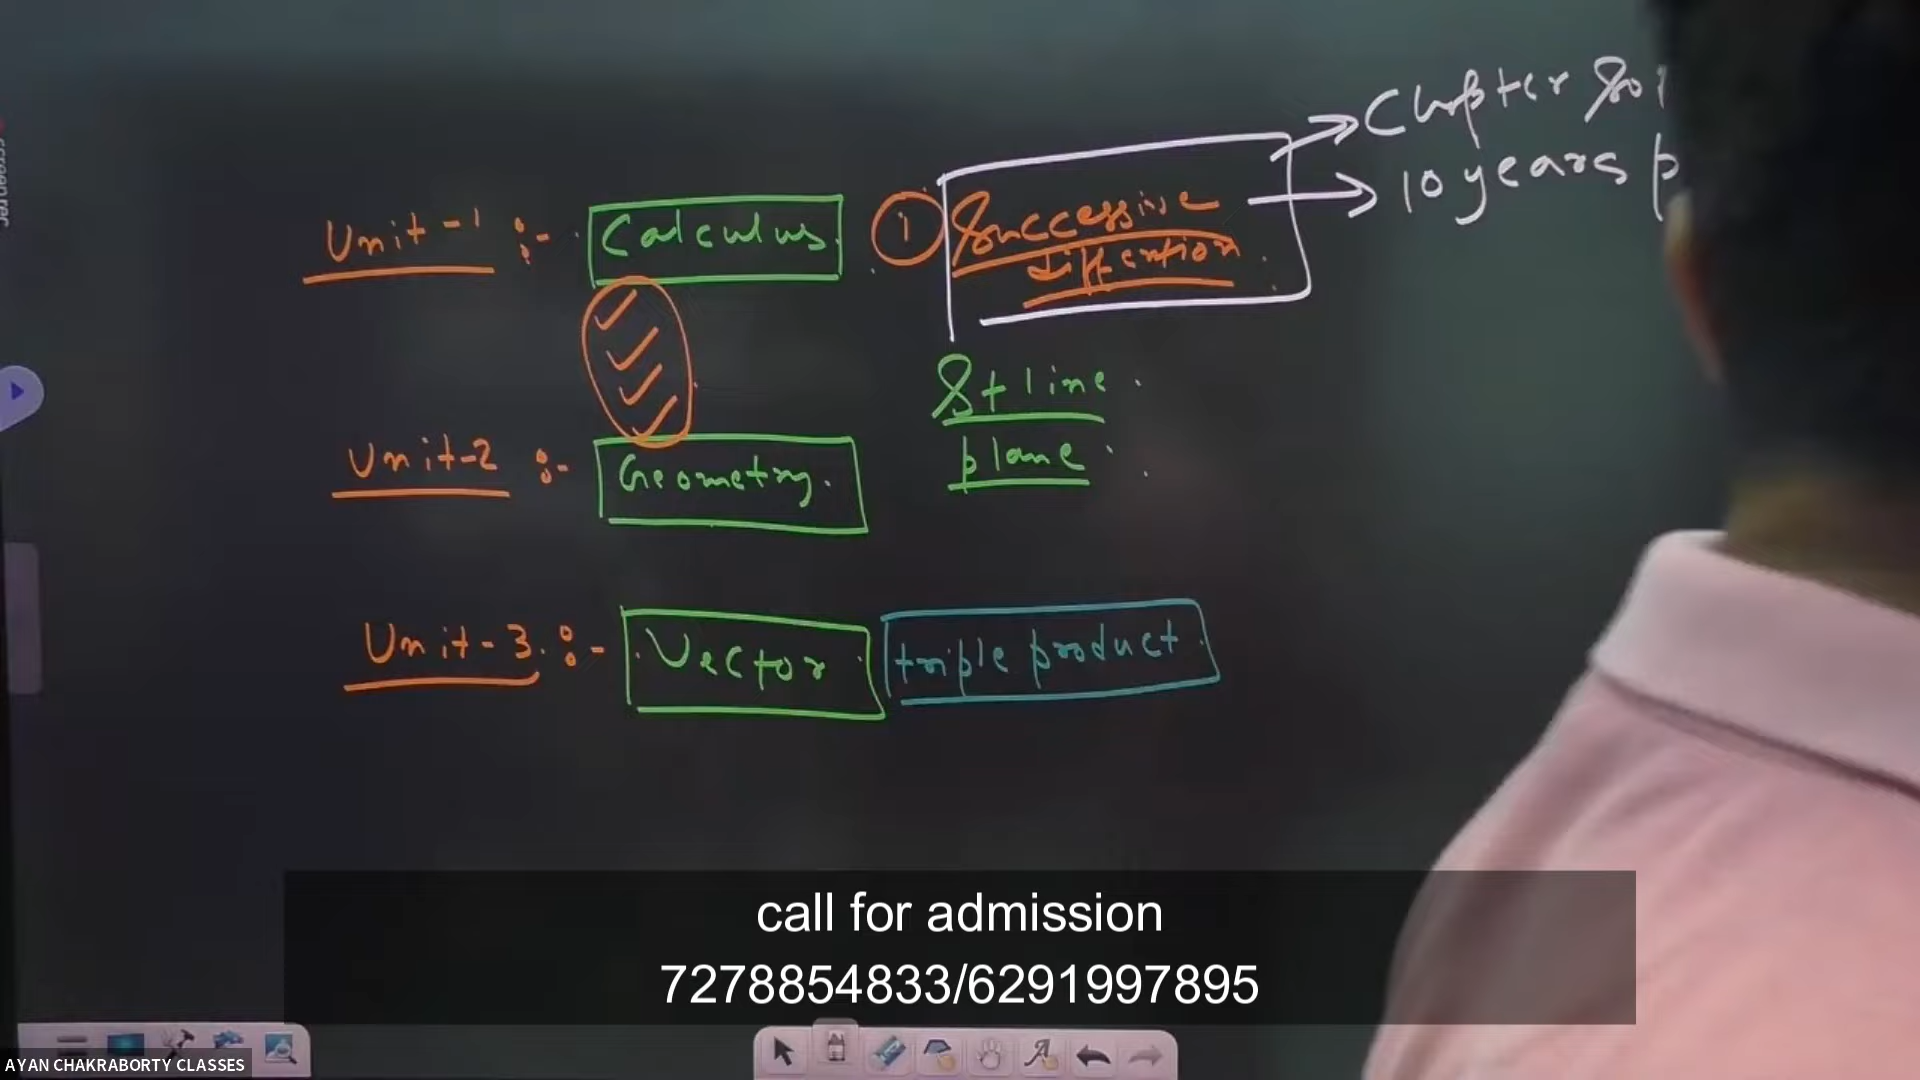 Chapter
10 years
Unit-1 :- Calculus. 1 Successive
diffention.
St line.
plane.
Unit-2 :- Geometry.
Unit-3. :- Vector triple product
call for admission
7278854833/6291997895
AYAN CHAKRABORTY CLASSES